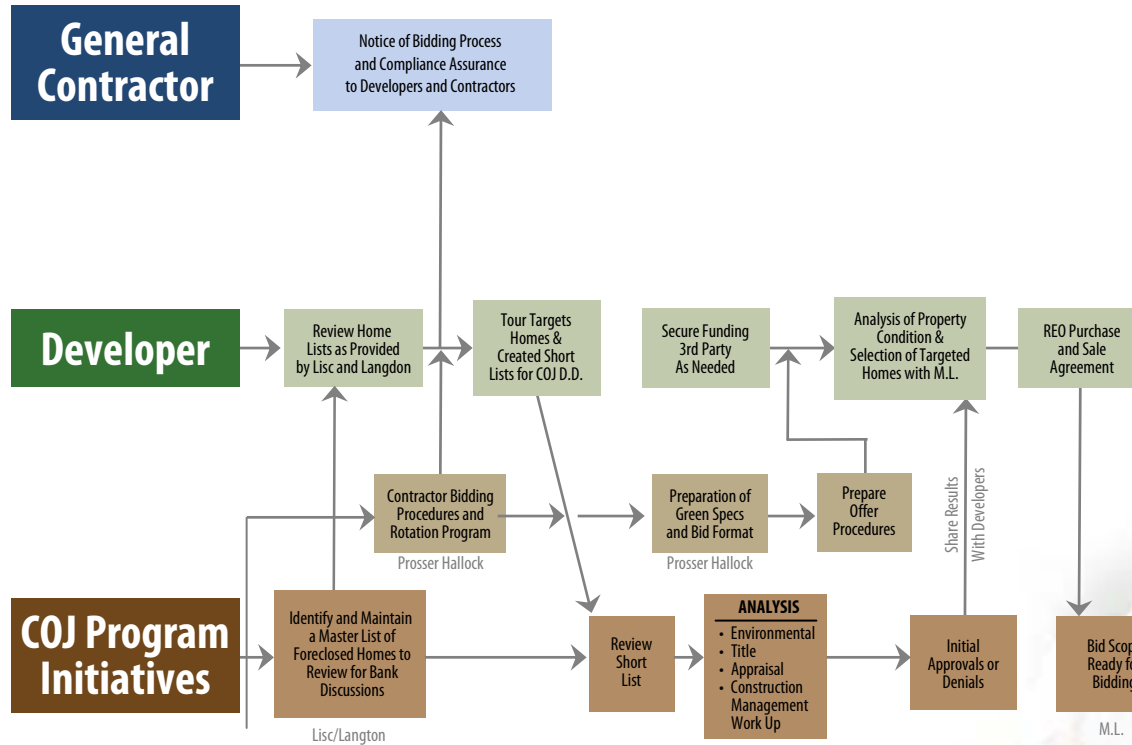 General
Contractor
Notice of Bidding Process
and Compliance Assurance
to Developers and Contractors
Developer
Review Home
Lists as Provided
by Lisc and Langdon
Tour Targets
Homes &
Created Short
Lists for COJ D.D.
Secure Funding
3rd Party
As Needed
Analysis of Property
Condition &
Selection of Targeted
Homes with M.L.
REO Purchase
and Sale
Agreement
Contractor Bidding
Procedures and
Rotation Program
Prosser Hallock
Preparation of
Green Specs
and Bid Format
Prosser Hallock
Prepare
Offer
Procedures
Share Results
With Developers
COJ Program
Initiatives
Identify and Maintain
a Master List of
Foreclosed Homes to
Review for Bank
Discussions
Lisc/Langton
Review
Short
List
ANALYSIS
• Environmental
• Title
• Appraisal
• Construction
Management
Work Up
Initial
Approvals or
Denials
Bid Scop
Ready fo
Bidding
M.L.